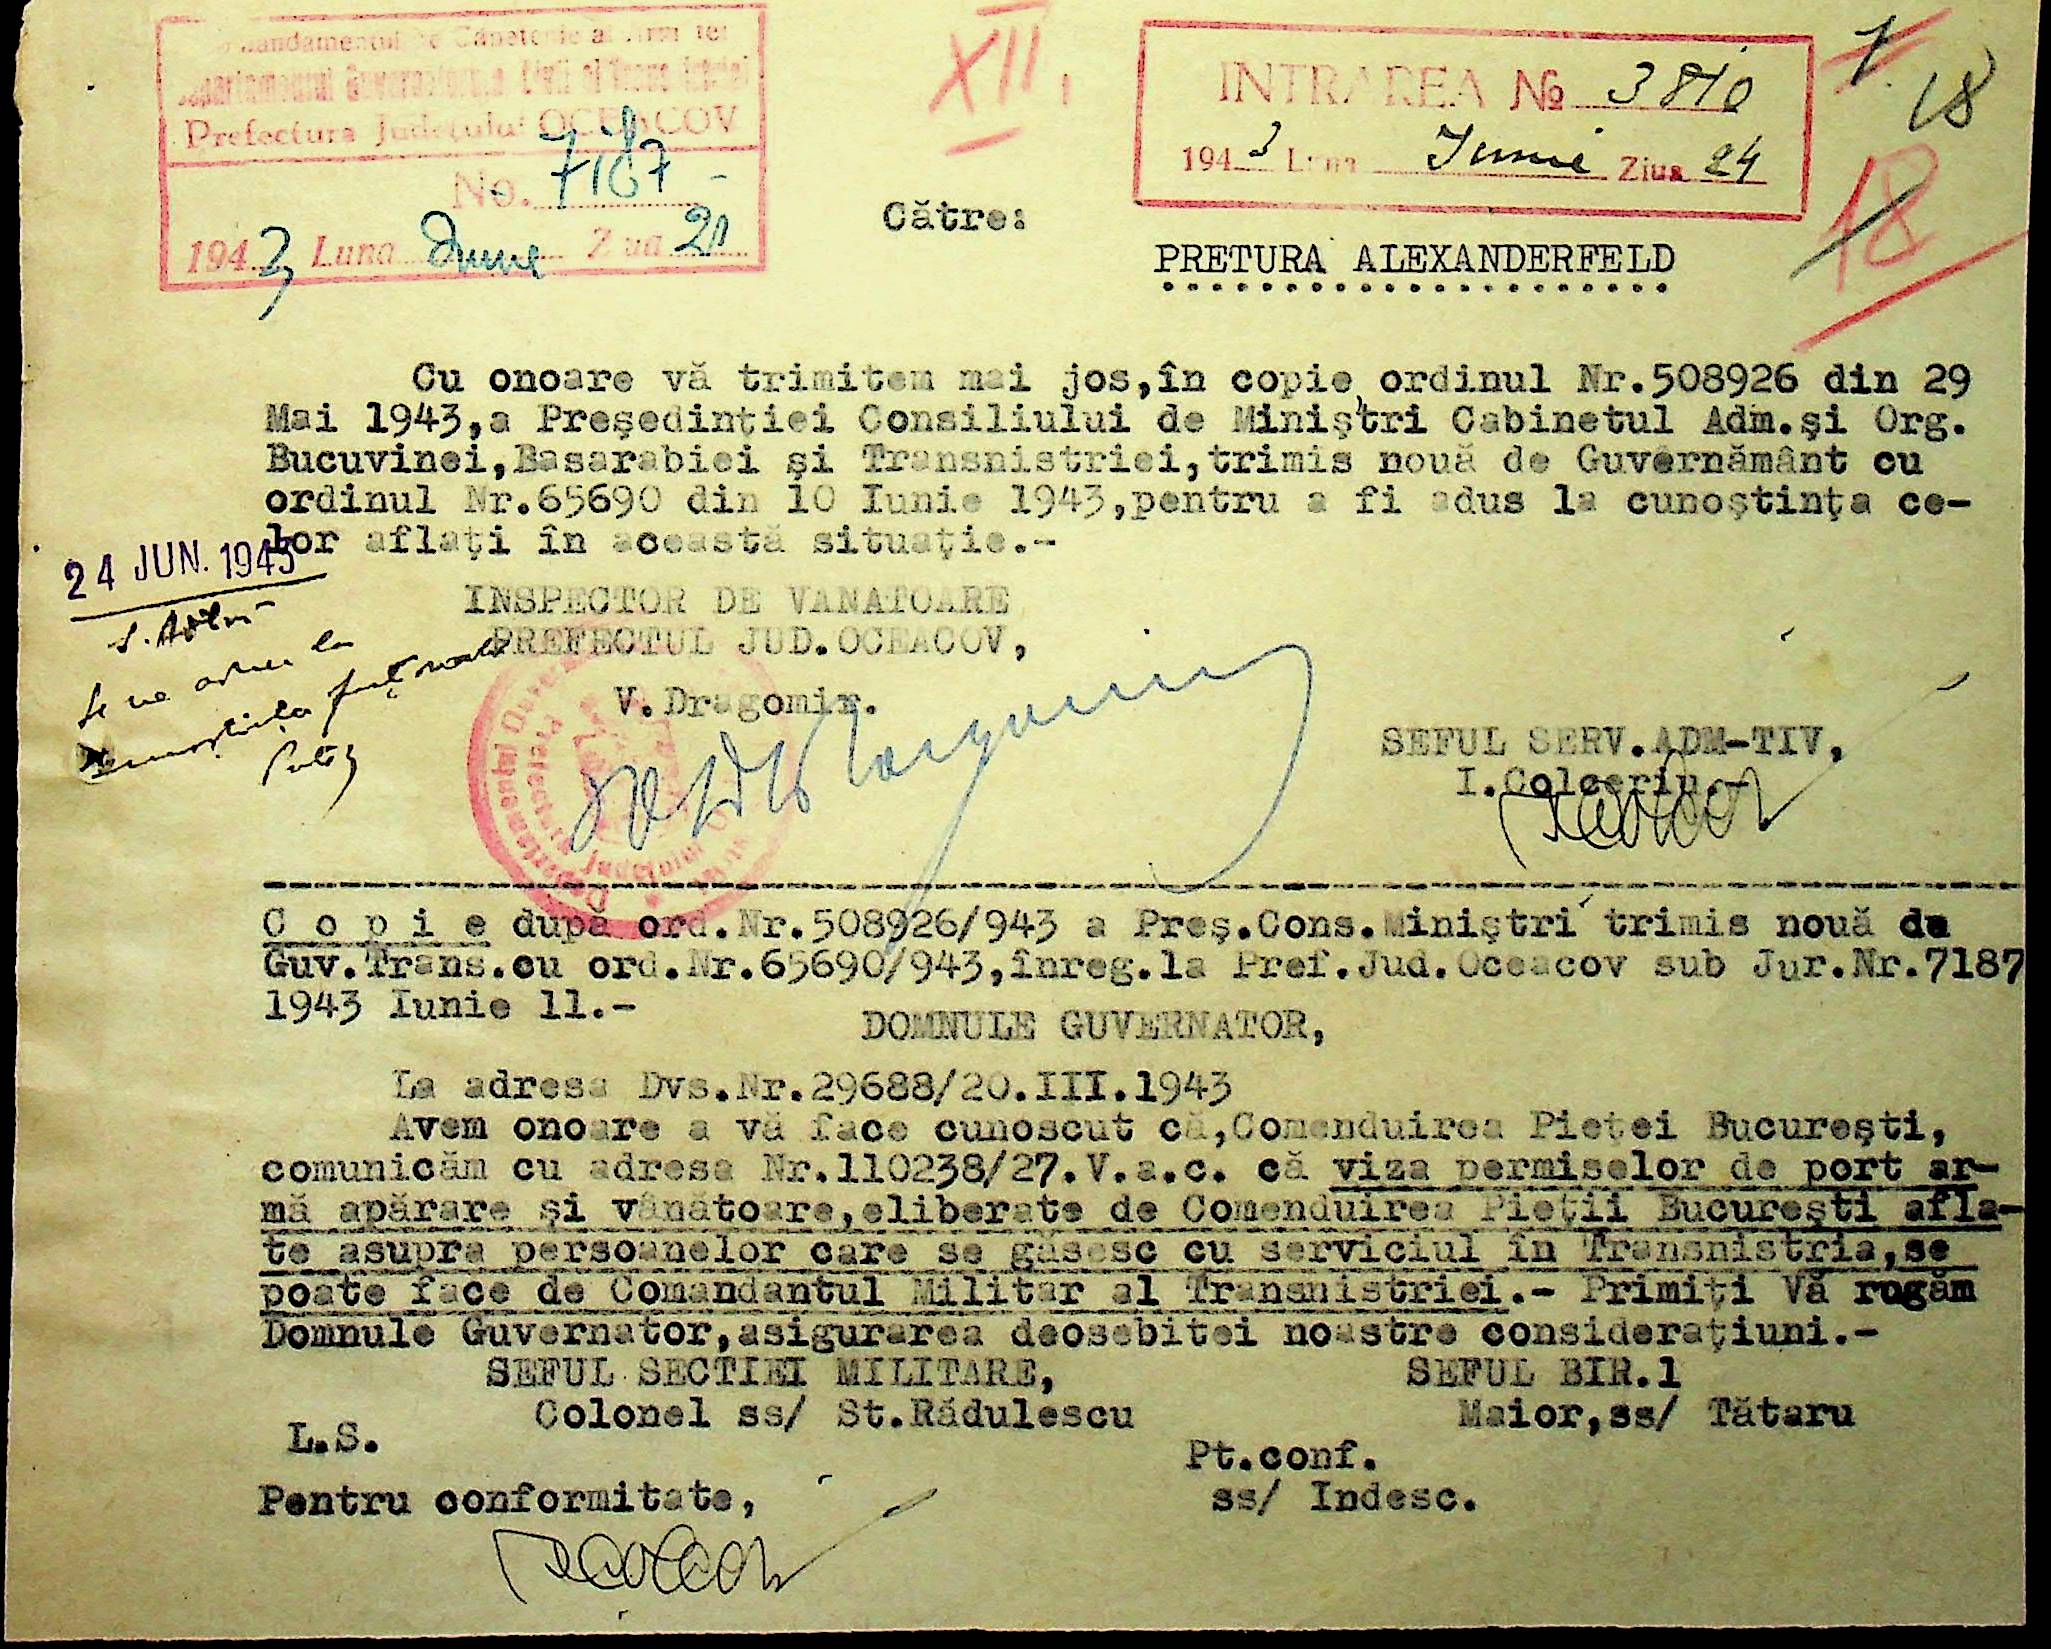 Prefectura Județului OCEACOV
No. 7187 -
1943 Luna Iunie Ziua 21
XII,
INTRAREA № 3810
1943 Luna Iunie Ziua 24
18
18
Către:
PRETURA ALEXANDERFELD
Cu onoare vă trimitem mai jos,în copie ordinul Nr.508926 din 29
Mai 1943,a Preşedinţiei Consiliului de Miniştri Cabinetul Adm.şi Org.
Bucuvinei,Basarabiei şi Transnistriei,trimis nouă de Guvernământ cu
ordinul Nr.65690 din 10 Iunie 1943,pentru a fi adus la cunoştinţa ce-
lor aflaţi în această situaţie.-
24 JUN. 1943
Se va aduce la
cunoştinţa
INSPECTOR DE VANATOARE
PREFECTUL JUD.OCEACOV,
V.Dragomir.
SEFUL SERV.ADM-TIV,
I.Colceriu.-
C o p i e după ord.Nr.508926/943 a Preş.Cons.Miniştri trimis nouă de
Guv.Trans.cu ord.Nr.65690/943,înreg.la Pref.Jud.Oceacov sub Jur.Nr.7187
1943 Iunie 11.-
DOMNULE GUVERNATOR,
La adresa Dvs.Nr.29688/20.III.1943
Avem onoare a vă face cunoscut că,Comenduirea Pieţei Bucureşti,
comunicăm cu adresa Nr.110238/27.V.a.c. că viza permiselor de port ar-
mă apărare şi vânătoare,eliberate de Comenduirea Pieţii Bucureşti afla-
te asupra persoanelor care se găsesc cu serviciul în Transnistria,se
poate face de Comandantul Militar al Transnistriei.- Primiţi Vă rugăm
Domnule Guvernator,asigurarea deosebitei noastre consideraţiuni.-
SEFUL SECTIEI MILITARE,
SEFUL BIR.1
Colonel ss/ St.Rădulescu
Maior,ss/ Tătaru
L.S.
Pt.conf.
Pentru conformitate,
ss/ Indesc.